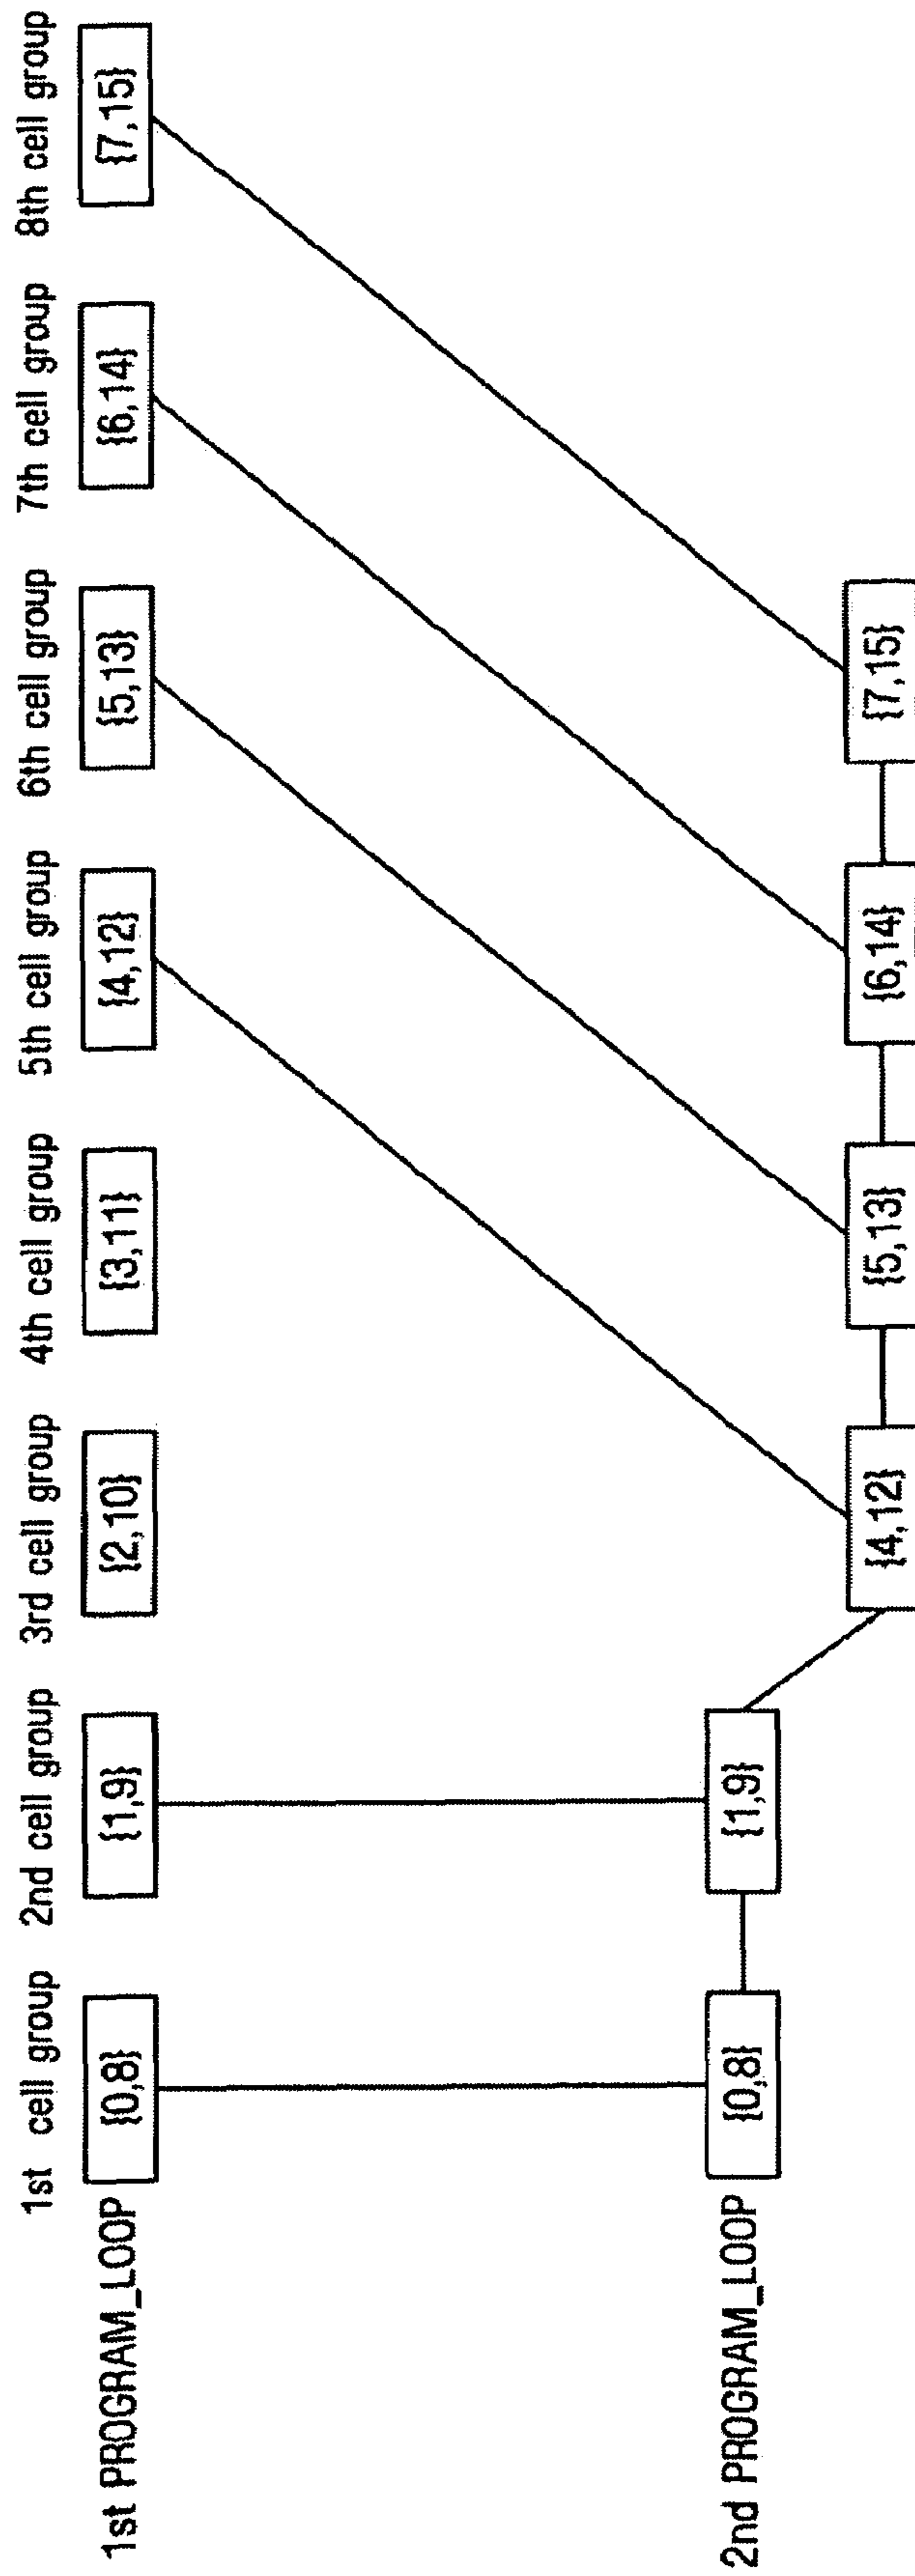 1st cell group 2nd cell group 3rd cell group 4th cell group 5th cell group 6th cell group 7th cell group 8th cell group
1st PROGRAM_LOOP {0,8} {1,9} {2,10} {3,11} {4,12} {5,13} {6,14} {7,15}
2nd PROGRAM_LOOP {0,8} {1,9}
{4,12} {5,13} {6,14} {7,15}